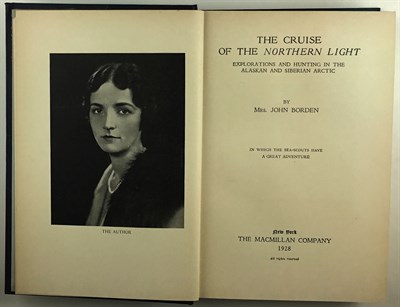 THE AUTHOR
THE CRUISE
OF THE NORTHERN LIGHT
EXPLORATIONS AND HUNTING IN THE
ALASKAN AND SIBERIAN ARCTIC
BY
MRS. JOHN BORDEN
IN WHICH THE SEA-SCOUTS HAVE
A GREAT ADVENTURE
New York
THE MACMILLAN COMPANY
1928
All rights reserved